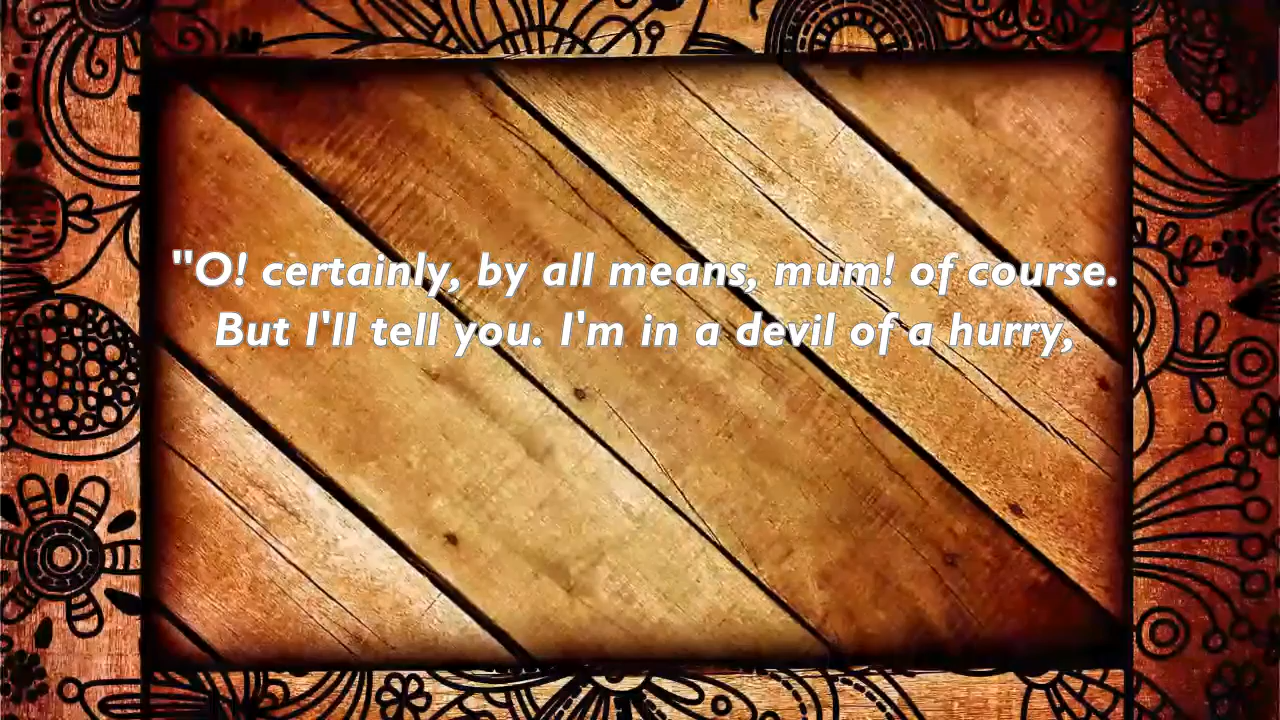 "O! certainly, by all means, mum! of course.
But I'll tell you. I'm in a devil of a hurry,